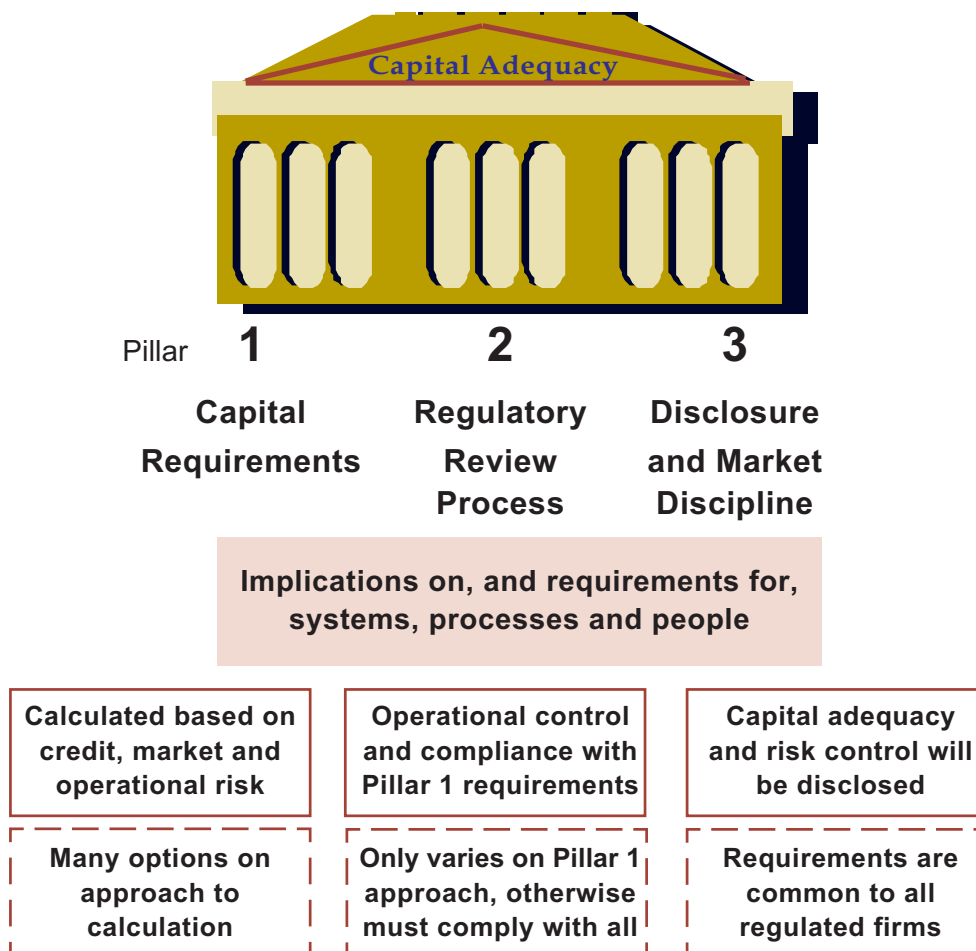 Capital Adequacy
Pillar 1 2 3
Capital
Requirements
Regulatory
Review
Process
Disclosure
and Market
Discipline
Implications on, and requirements for,
systems, processes and people
Calculated based on
credit, market and
operational risk
Operational control
and compliance with
Pillar 1 requirements
Capital adequacy
and risk control will
be disclosed
Many options on
approach to
calculation
Only varies on Pillar 1
approach, otherwise
must comply with all
Requirements are
common to all
regulated firms